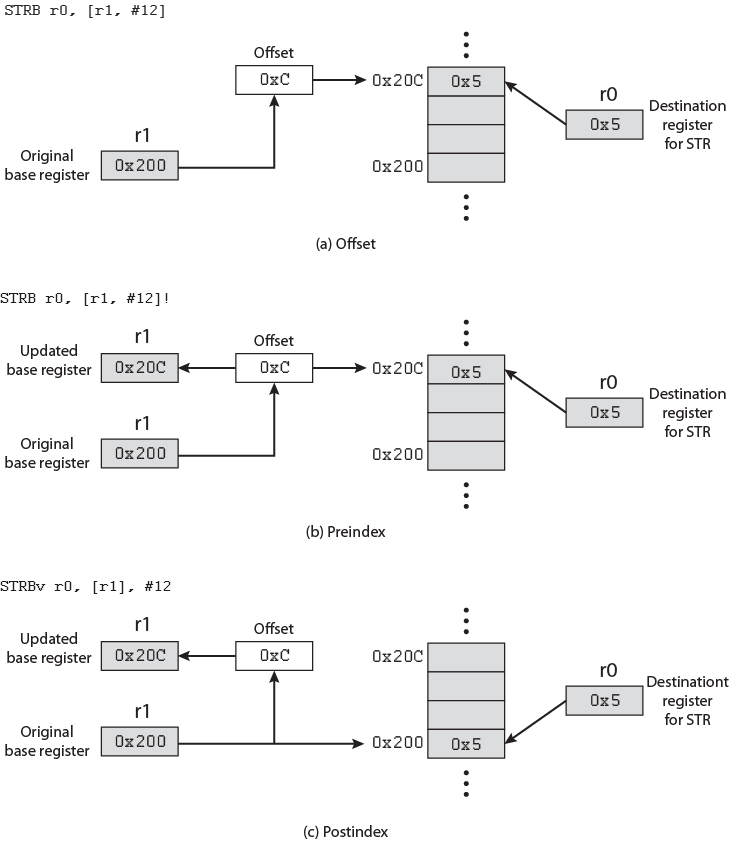 STRB r0, [r1, #12]
Offset
0xC
0x20C
0x5
r0
0x5
Destination
register
for STR
r1
Original
base register
0x200
0x200
(a) Offset
STRB r0, [r1, #12]!
r1
Updated
base register
0x20C
Offset
0xC
0x20C
0x5
r0
0x5
Destination
register
for STR
r1
Original
base register
0x200
0x200
(b) Preindex
STRBv r0, [r1], #12
r1
Updated
base register
0x20C
Offset
0xC
0x20C
r0
0x5
Destinationt
register
for STR
r1
Original
base register
0x200
0x200
0x5
(c) Postindex